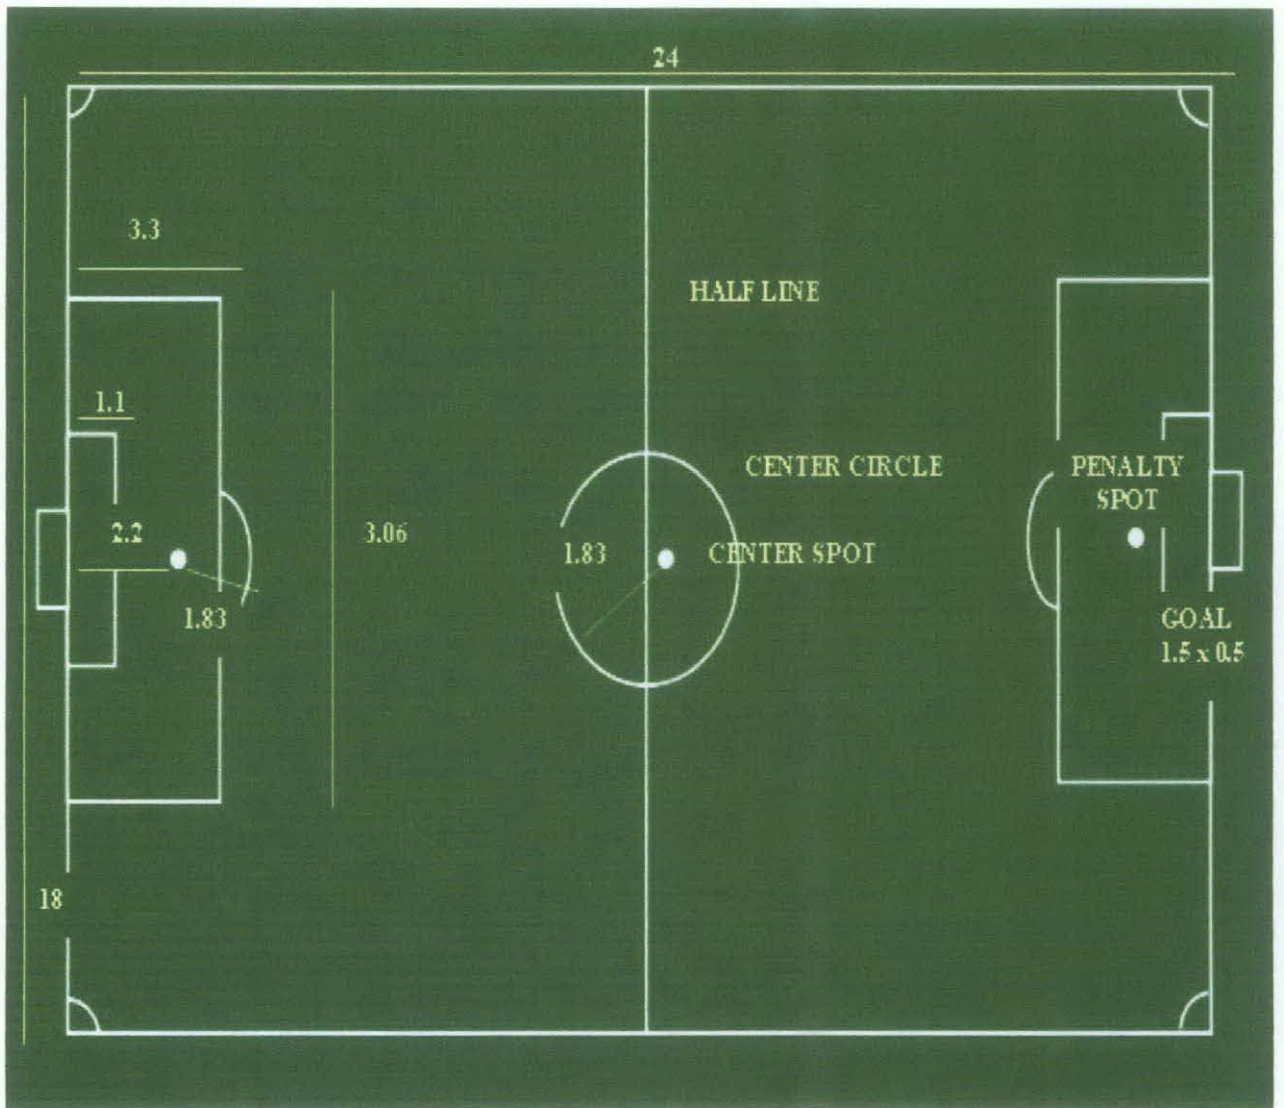 24
3.3
HALF LINE
1.1
CENTER CIRCLE
PENALTY
SPOT
2.2
3.06
1.83
CENTER SPOT
1.83
GOAL
1.5 x 0.5
18